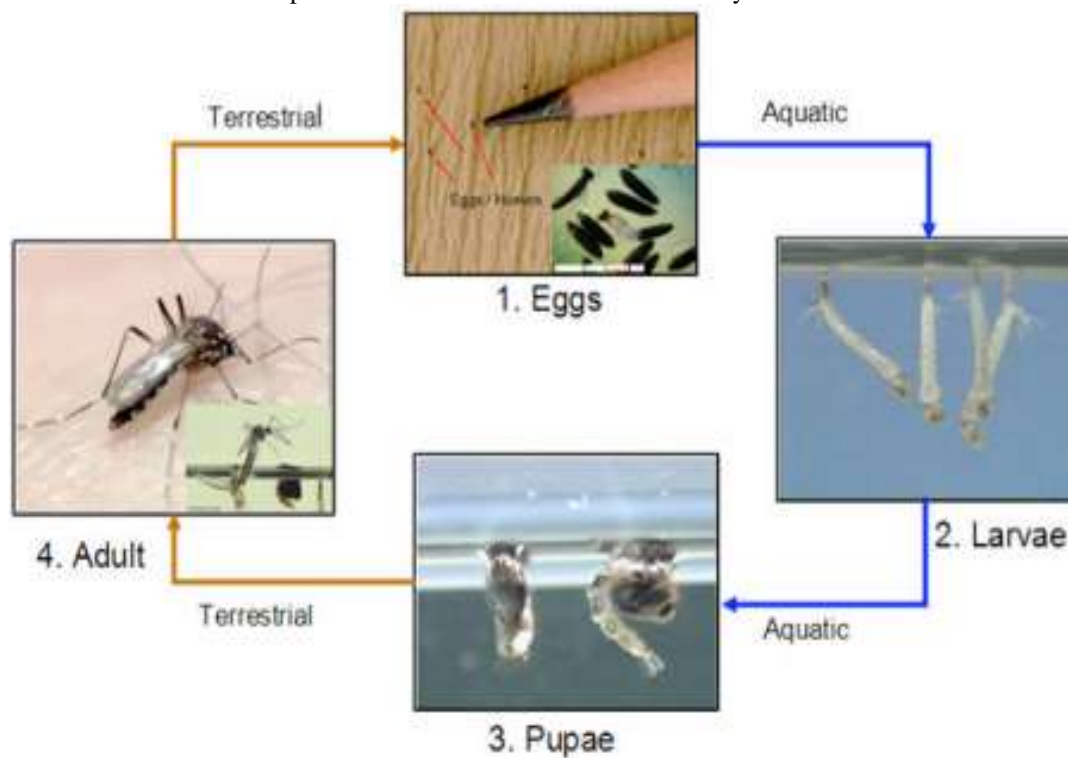 Terrestrial
Aquatic
1. Eggs
2. Larvae
4. Adult
Terrestrial
Aquatic
3. Pupae